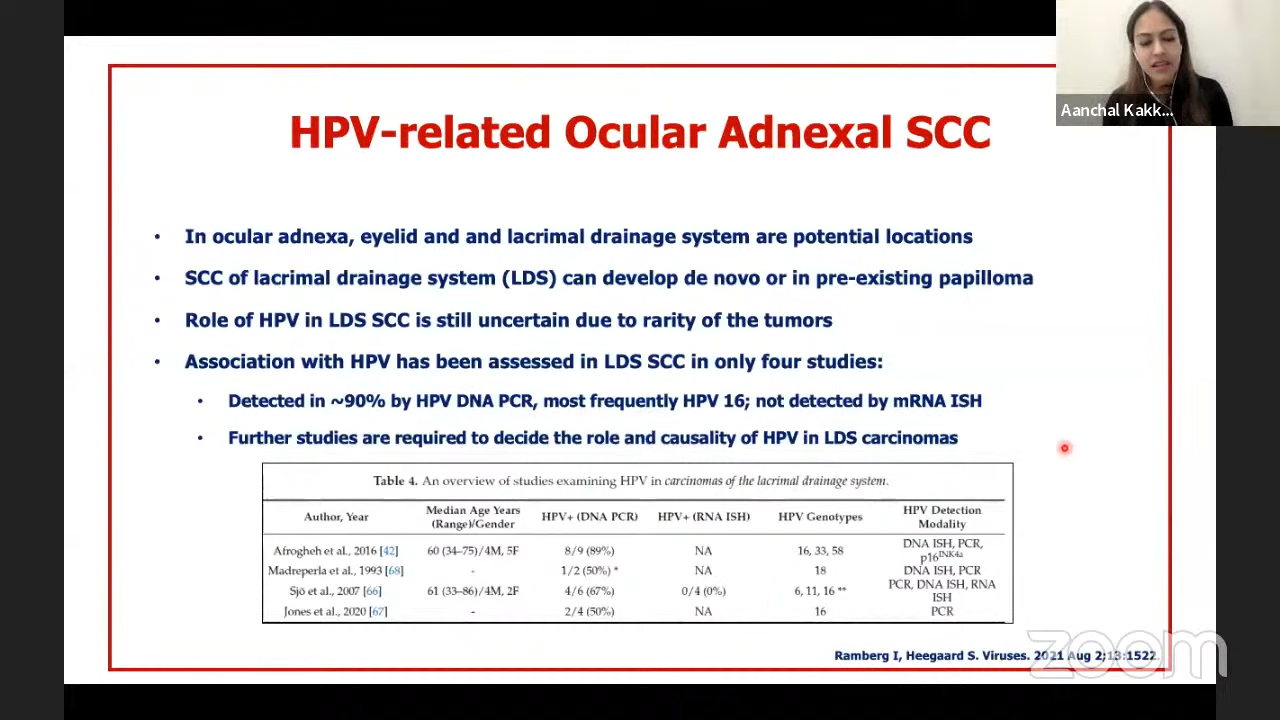 Aanchal Kakk...
HPV-related Ocular Adnexal SCC
• In ocular adnexa, eyelid and and lacrimal drainage system are potential locations
• SCC of lacrimal drainage system (LDS) can develop de novo or in pre-existing papilloma
• Role of HPV in LDS SCC is still uncertain due to rarity of the tumors
• Association with HPV has been assessed in LDS SCC in only four studies:
• Detected in ~90% by HPV DNA PCR, most frequently HPV 16; not detected by mRNA ISH
• Further studies are required to decide the role and causality of HPV in LDS carcinomas
Table 4. An overview of studies examining HPV in carcinomas of the lacrimal drainage system.
Author, Year Median Age Years (Range)/Gender HPV+ (DNA PCR) HPV+ (RNA ISH) HPV Genotypes HPV Detection Modality
Afrogheh et al., 2016 [42] 60 (34–75)/4M, 5F 8/9 (89%) NA 16, 33, 58 DNA ISH, PCR, p16INK4a
Madreperla et al., 1993 [68] - 1/2 (50%) * NA 18 DNA ISH, PCR
Sjö et al., 2007 [66] 61 (33–86)/4M, 2F 4/6 (67%) 0/4 (0%) 6, 11, 16 ** PCR, DNA ISH, RNA ISH
Jones et al., 2020 [67] - 2/4 (50%) NA 16 PCR
Ramberg I, Heegaard S. Viruses. 2021 Aug 2;13:1522.
zoom